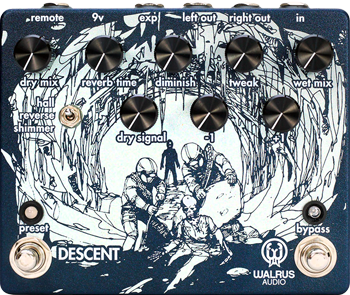 remote 9v exp left out right out in
dry mix reverb time diminish tweak wet mix
hall
reverse
shimmer
dry signal -1 +1
preset
bypass
DESCENT
WALRUS
AUDIO